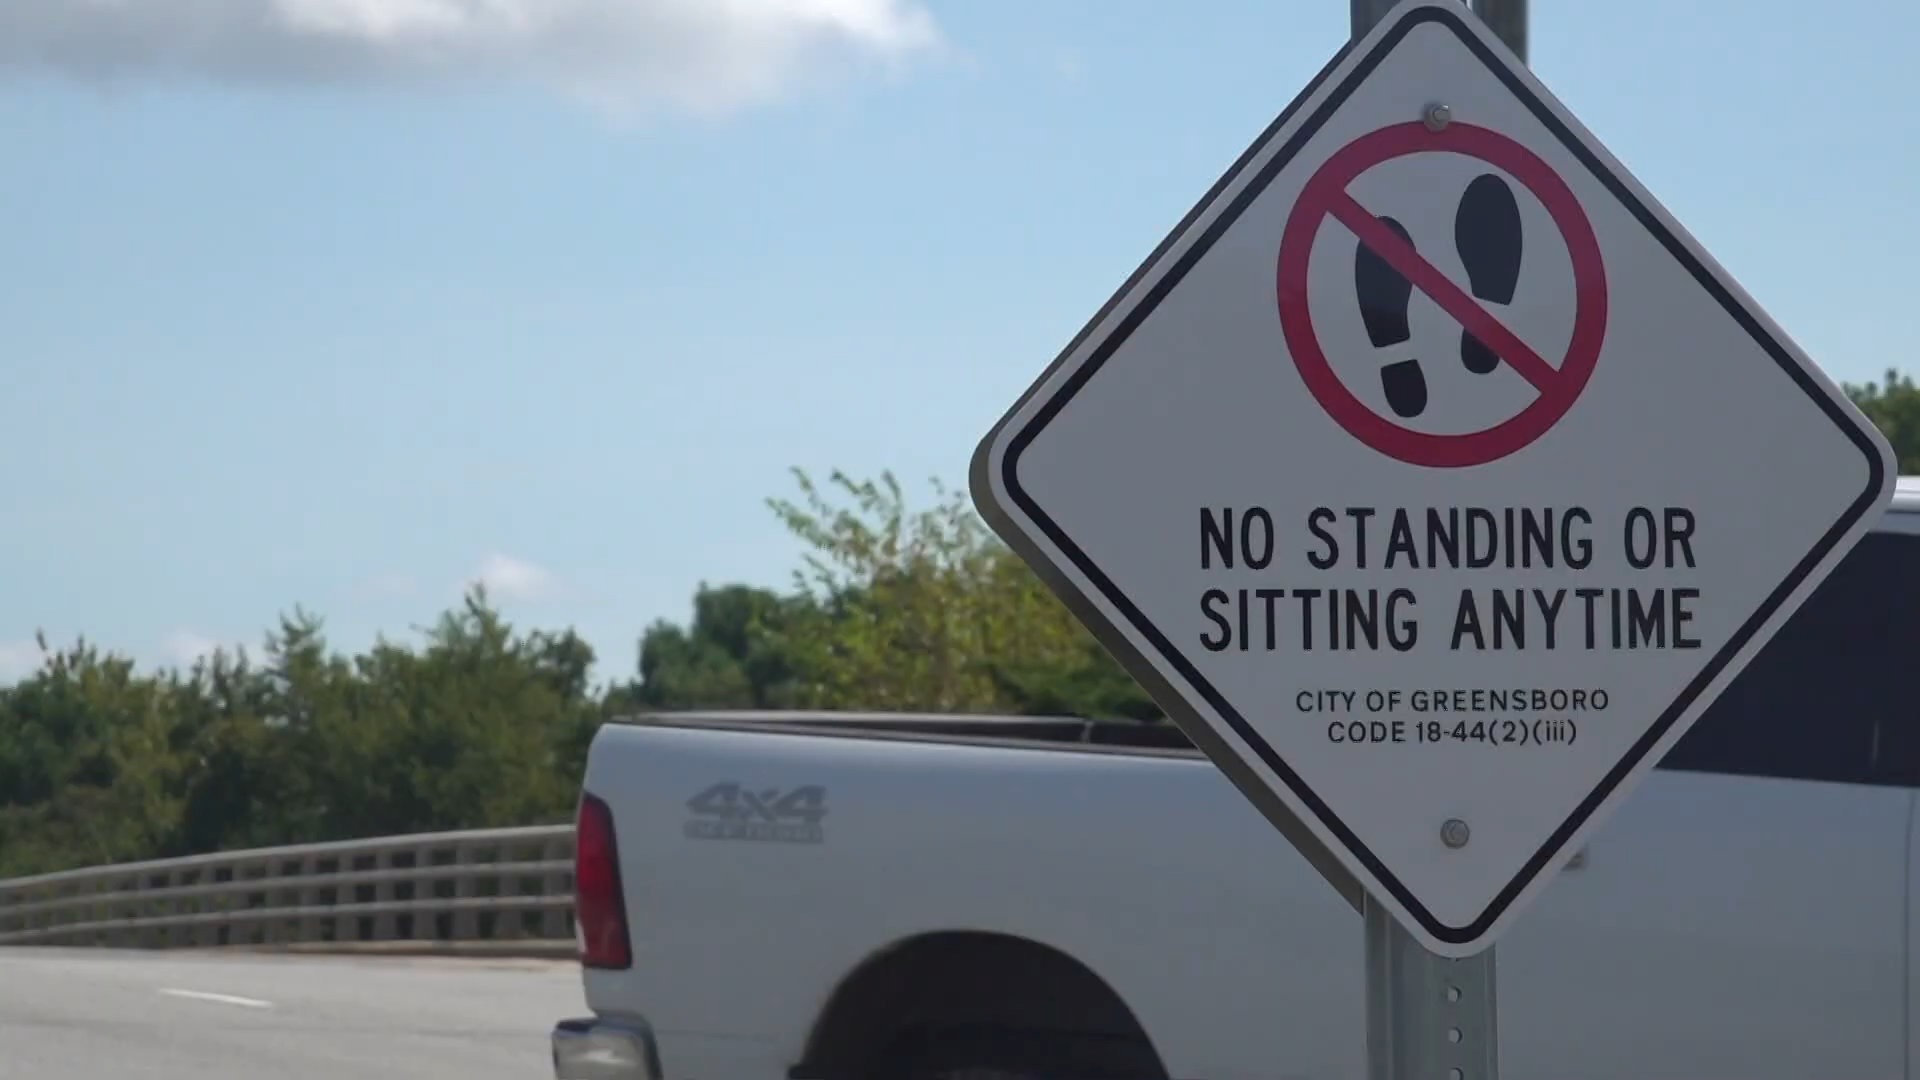 NO STANDING OR
SITTING ANYTIME
CITY OF GREENSBORO
CODE 18-44(2)(iii)
4x4